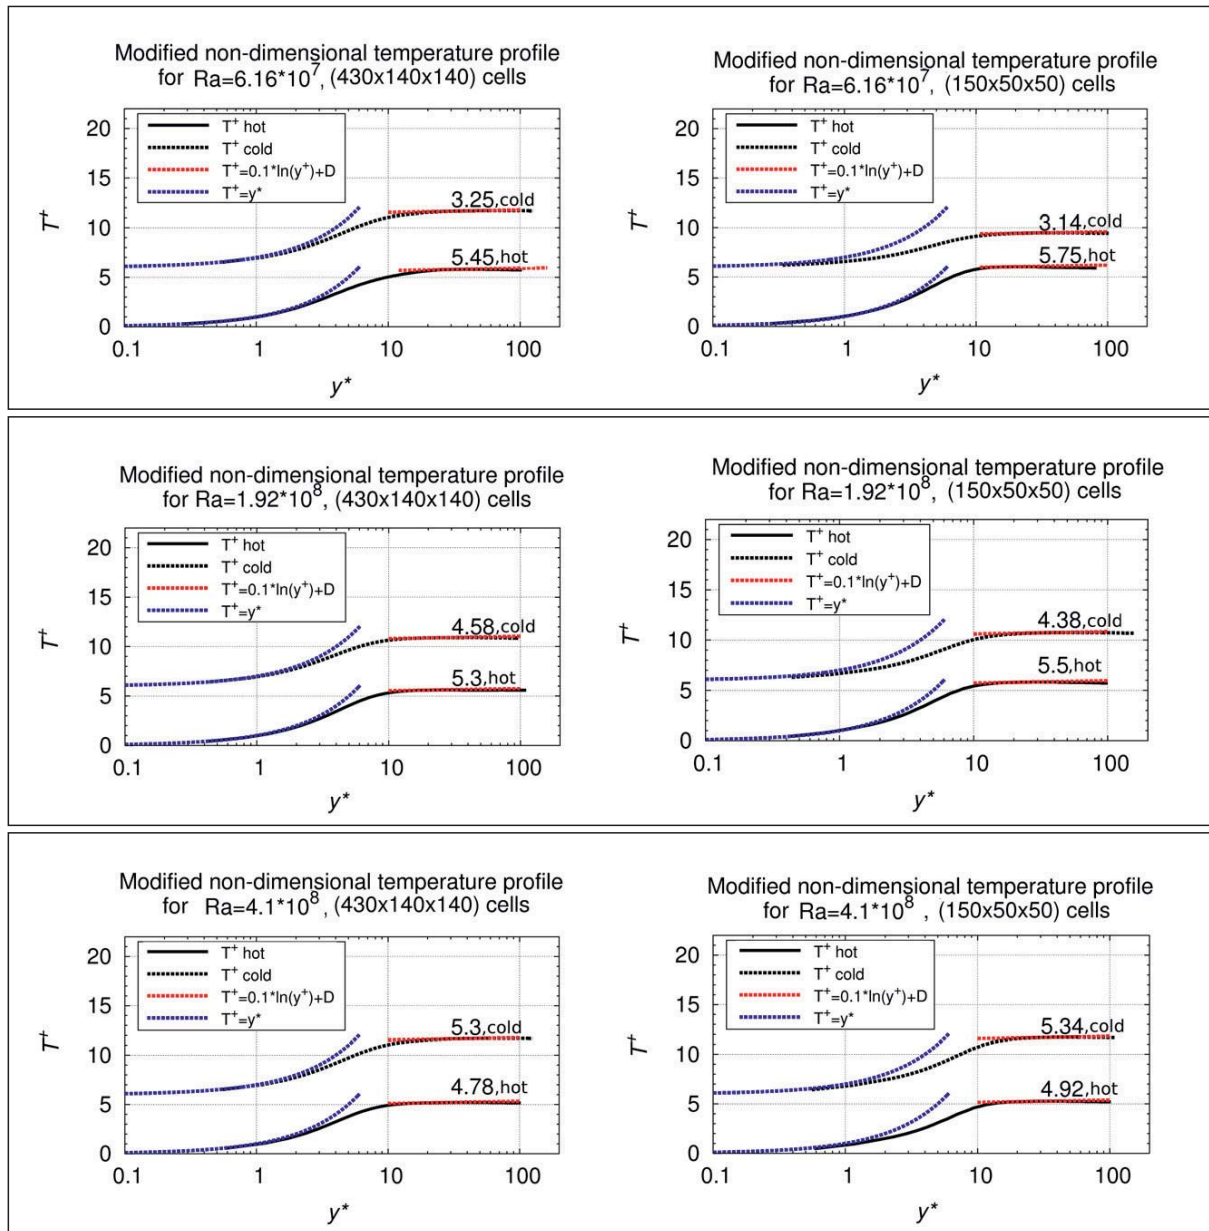 Modified non-dimensional temperature profile
for Ra=6.16*10^7, (430x140x140) cells
20
15
10
5
0
T⁺
T⁺ hot
T⁺ cold
T⁺=0.1*ln(y⁺)+D
T⁺=y*
3.25,cold
5.45,hot
0.1 1 10 100
y*
Modified non-dimensional temperature profile
for Ra=6.16*10^7, (150x50x50) cells
20
15
10
5
0
T⁺
T⁺ hot
T⁺ cold
T⁺=0.1*ln(y⁺)+D
T⁺=y*
3.14,cold
5.75,hot
0.1 1 10 100
y*
Modified non-dimensional temperature profile
for Ra=1.92*10^8, (430x140x140) cells
20
15
10
5
0
T⁺
T⁺ hot
T⁺ cold
T⁺=0.1*ln(y⁺)+D
T⁺=y*
4.58,cold
5.3,hot
0.1 1 10 100
y*
Modified non-dimensional temperature profile
for Ra=1.92*10^8, (150x50x50) cells
20
15
10
5
0
T⁺
T⁺ hot
T⁺ cold
T⁺=0.1*ln(y⁺)+D
T⁺=y*
4.38,cold
5.5,hot
0.1 1 10 100
y*
Modified non-dimensional temperature profile
for Ra=4.1*10^8, (430x140x140) cells
20
15
10
5
0
T⁺
T⁺ hot
T⁺ cold
T⁺=0.1*ln(y⁺)+D
T⁺=y*
5.3,cold
4.78,hot
0.1 1 10 100
y*
Modified non-dimensional temperature profile
for Ra=4.1*10^8 , (150x50x50) cells
20
15
10
5
0
T⁺
T⁺ hot
T⁺ cold
T⁺=0.1*ln(y⁺)+D
T⁺=y*
5.34,cold
4.92,hot
0.1 1 10 100
y*